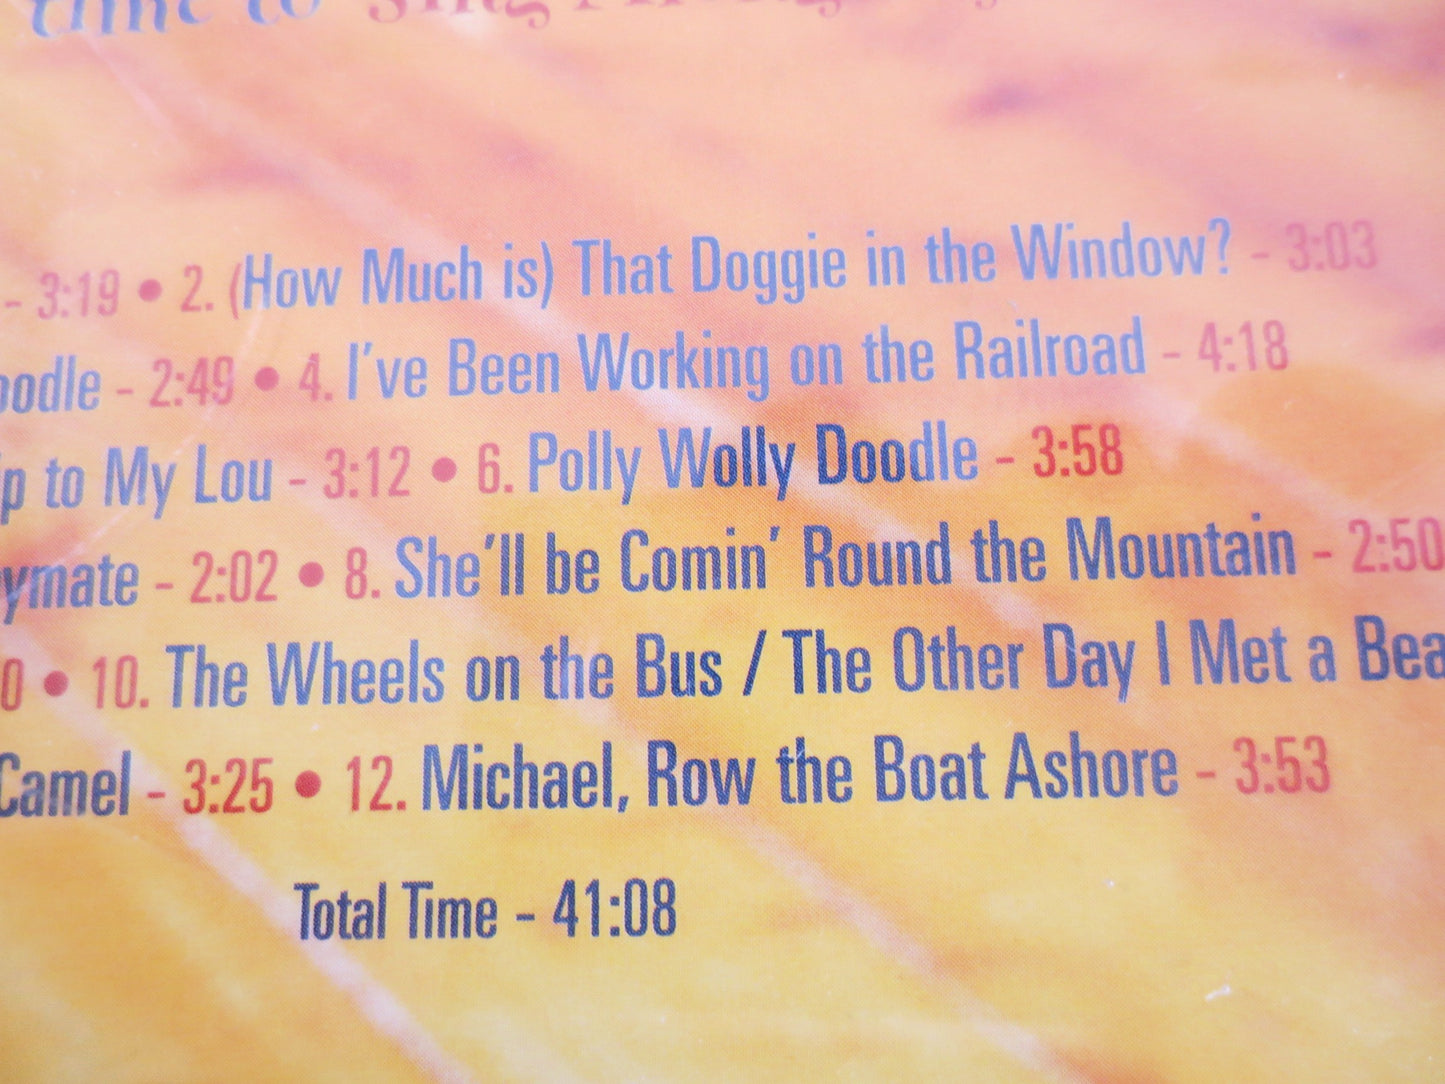 time to Sing Along
- 3:19 • 2. (How Much is) That Doggie in the Window? - 3:03
oodle - 2:49 • 4. I've Been Working on the Railroad - 4:18
p to My Lou - 3:12 • 6. Polly Wolly Doodle - 3:58
ymate - 2:02 • 8. She'll be Comin' Round the Mountain - 2:50
0 • 10. The Wheels on the Bus / The Other Day I Met a Bea
Camel - 3:25 • 12. Michael, Row the Boat Ashore - 3:53
Total Time - 41:08